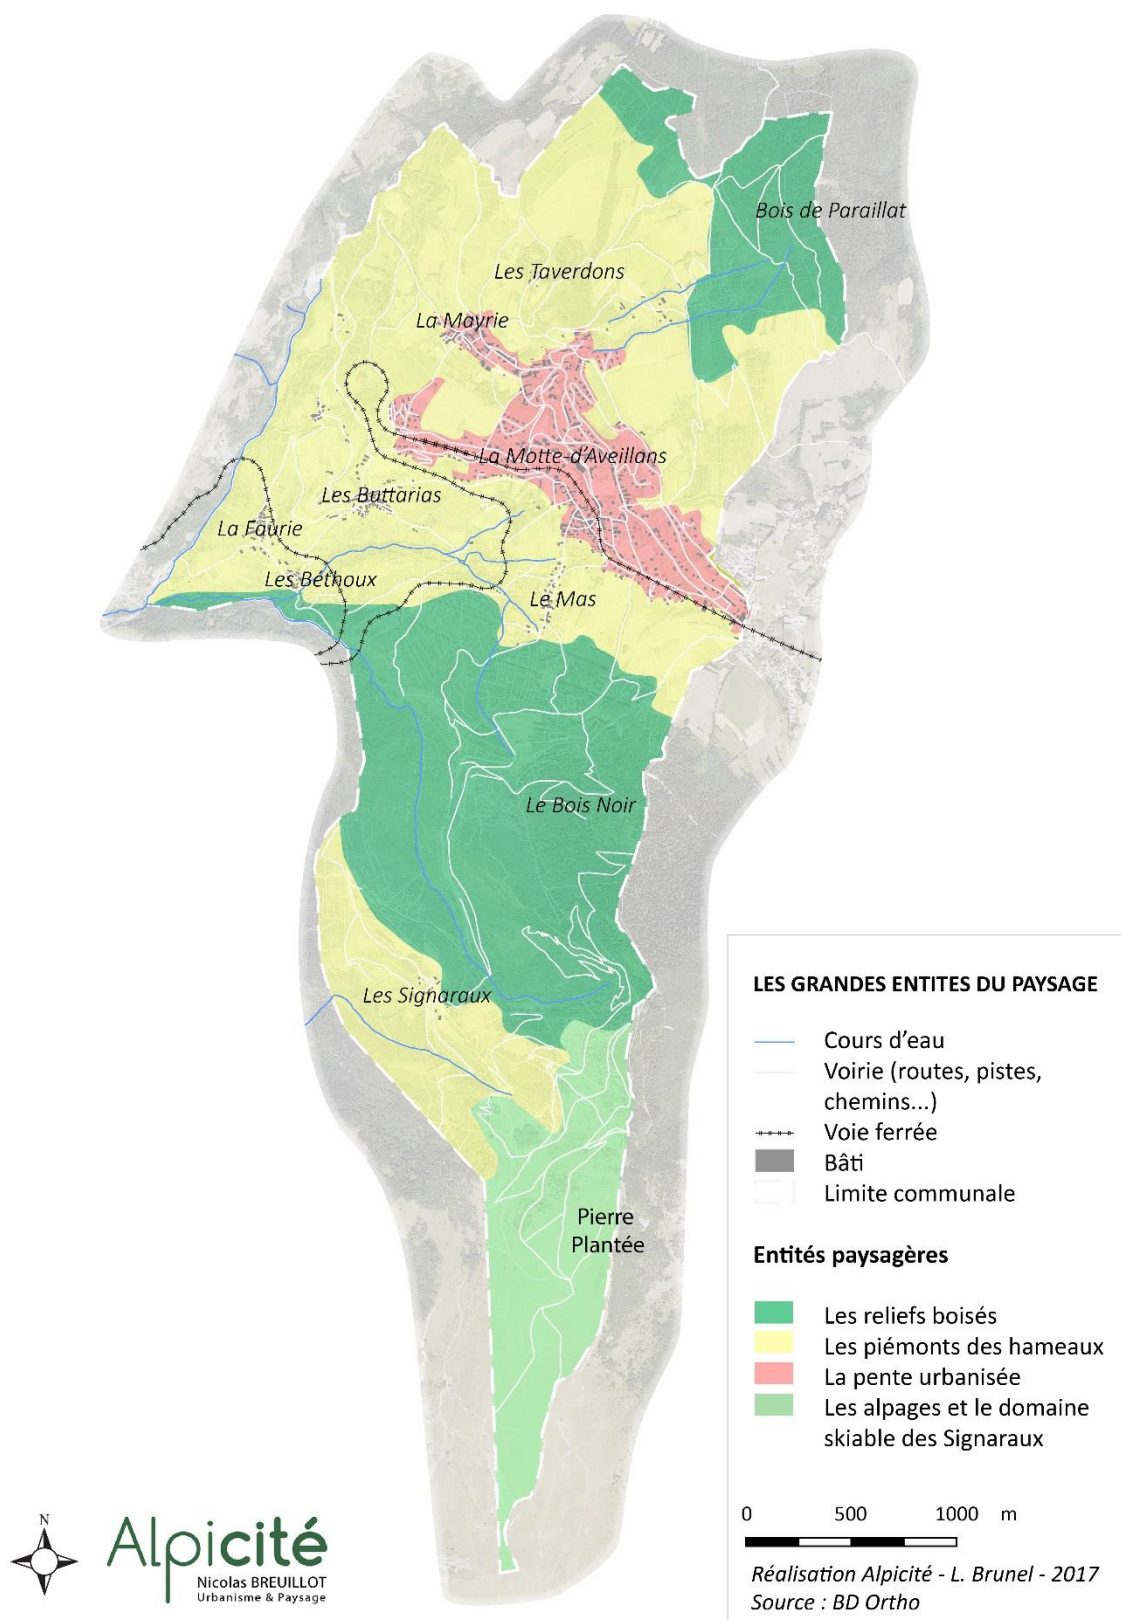 Bois de Paraillat
Les Taverdons
La Mayrie
La Motte-d'Aveillans
Les Buttarias
La Faurie
Les Béthoux
Le Mas
Le Bois Noir
Les Signaraux
Pierre
Plantée
LES GRANDES ENTITES DU PAYSAGE
Cours d'eau
Voirie (routes, pistes,
chemins...)
Voie ferrée
Bâti
Limite communale
Entités paysagères
Les reliefs boisés
Les piémonts des hameaux
La pente urbanisée
Les alpages et le domaine
skiable des Signaraux
0 500 1000 m
Réalisation Alpicité - L. Brunel - 2017
Source : BD Ortho
N
Alpicité
Nicolas BREUILLOT
Urbanisme & Paysage